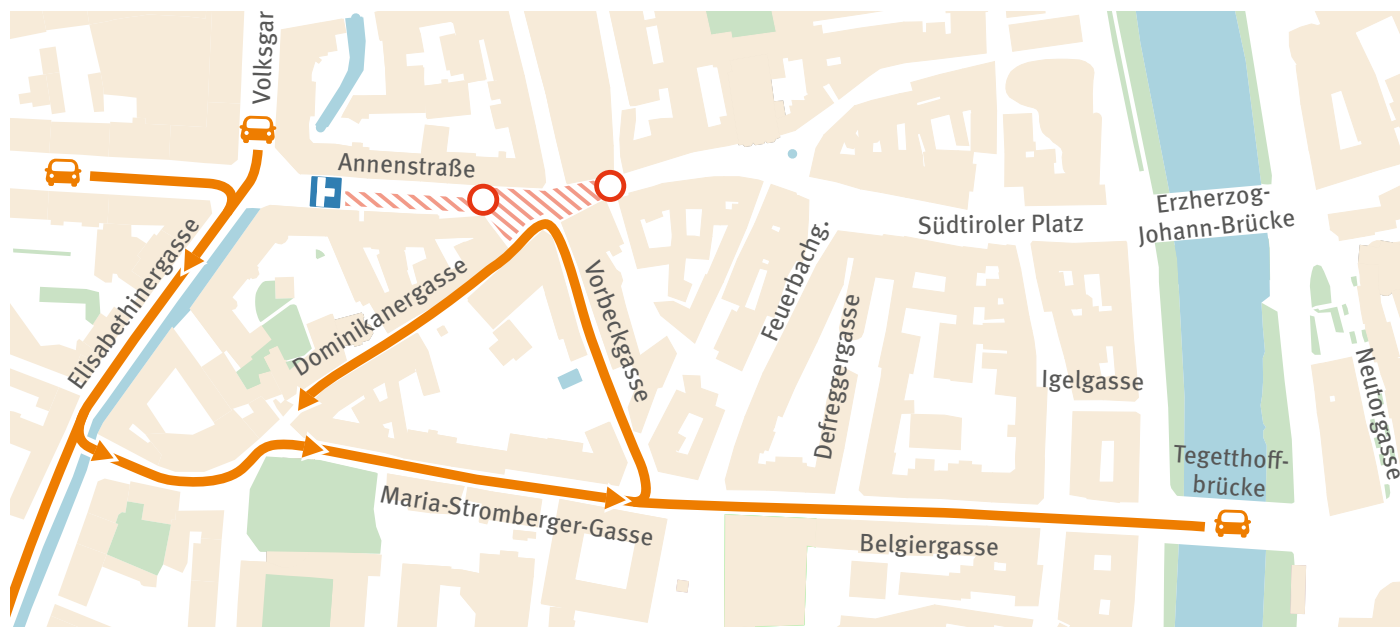 Volksgar
Annenstraße
Erzherzog-
Johann-Brücke
Südtiroler Platz
Elisabethinergasse
Dominikanergasse
Vorbeckgasse
Feuerbachg.
Defreggergasse
Igelgasse
Neutorgasse
Tegetthoff-
brücke
Maria-Stromberger-Gasse
Belgiergasse